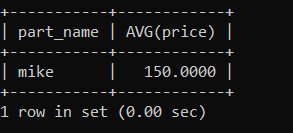 +-----------+------------+
| part_name | AVG(price) |
+-----------+------------+
| mike      |   150.0000 |
+-----------+------------+
1 row in set (0.00 sec)